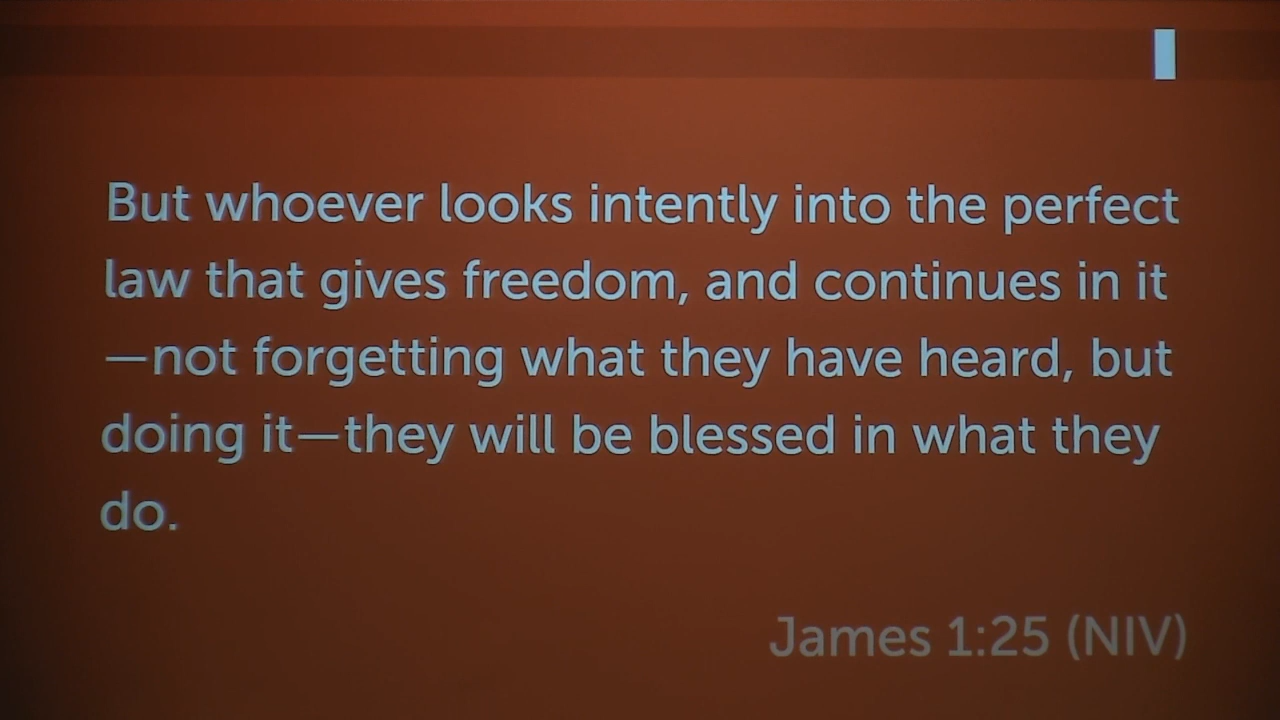 But whoever looks intently into the perfect
law that gives freedom, and continues in it
—not forgetting what they have heard, but
doing it—they will be blessed in what they
do.
James 1:25 (NIV)